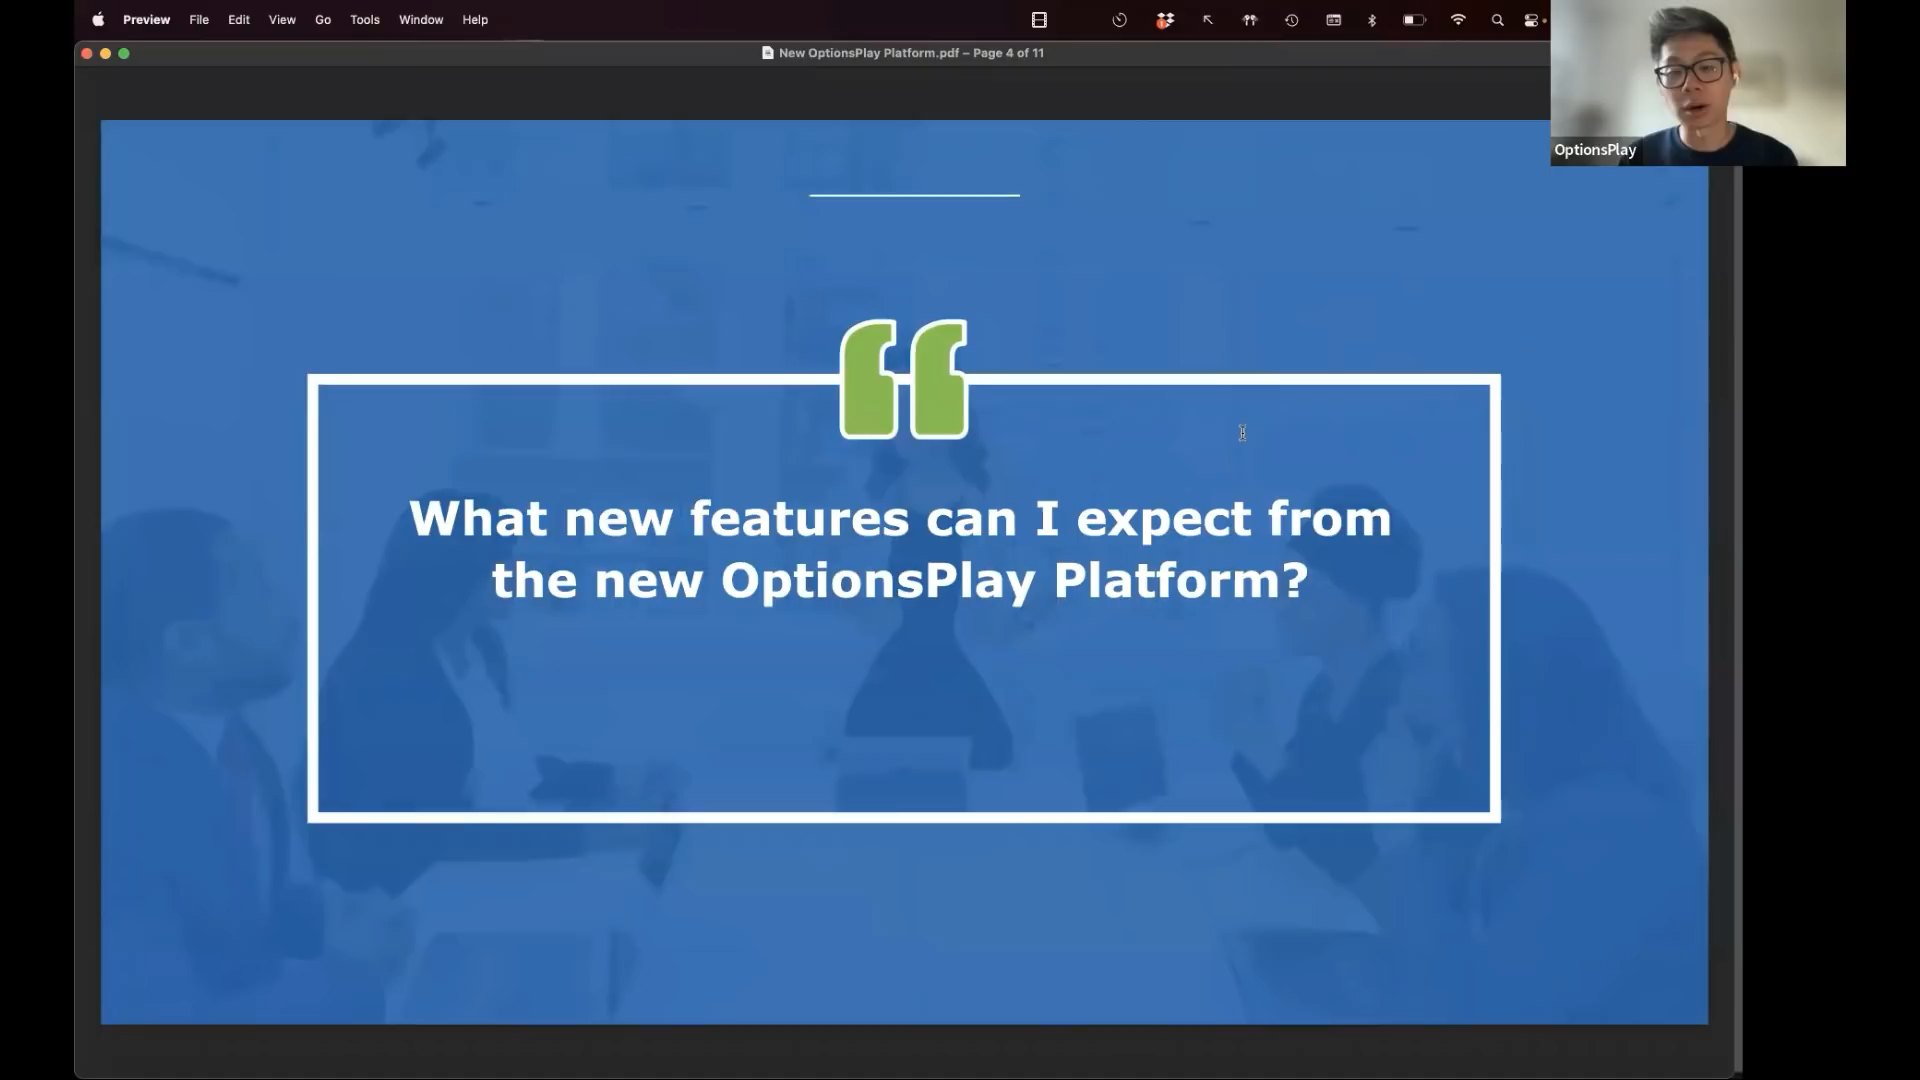 Preview File Edit View Go Tools Window Help
New OptionsPlay Platform.pdf – Page 4 of 11
OptionsPlay
What new features can I expect from
the new OptionsPlay Platform?